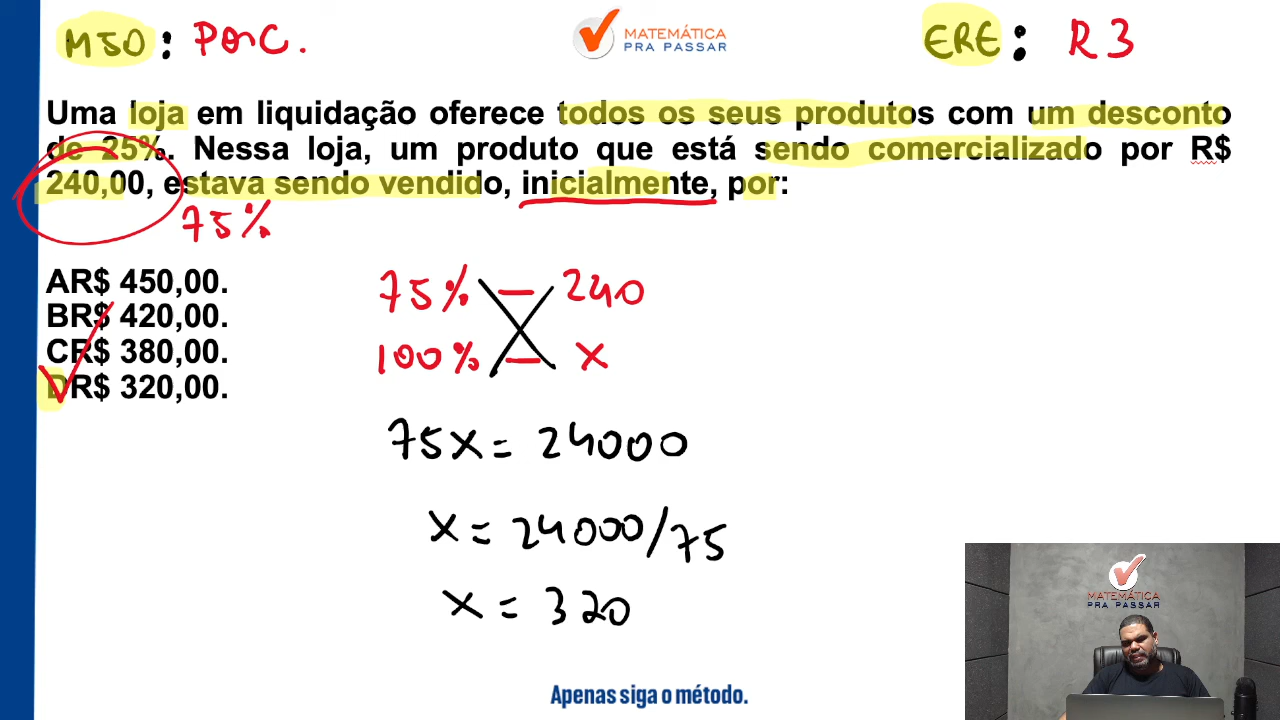 M50 : PORC.
MATEMÁTICA
PRA PASSAR
ERE : R3
Uma loja em liquidação oferece todos os seus produtos com um desconto
de 25%. Nessa loja, um produto que está sendo comercializado por R$
240,00, estava sendo vendido, inicialmente, por:
75%
AR$ 450,00.
BR$ 420,00.
CR$ 380,00.
DR$ 320,00.
75% — 240
100% — x
75x = 24000
x = 24000/75
x = 320
MATEMÁTICA
PRA PASSAR
Apenas siga o método.